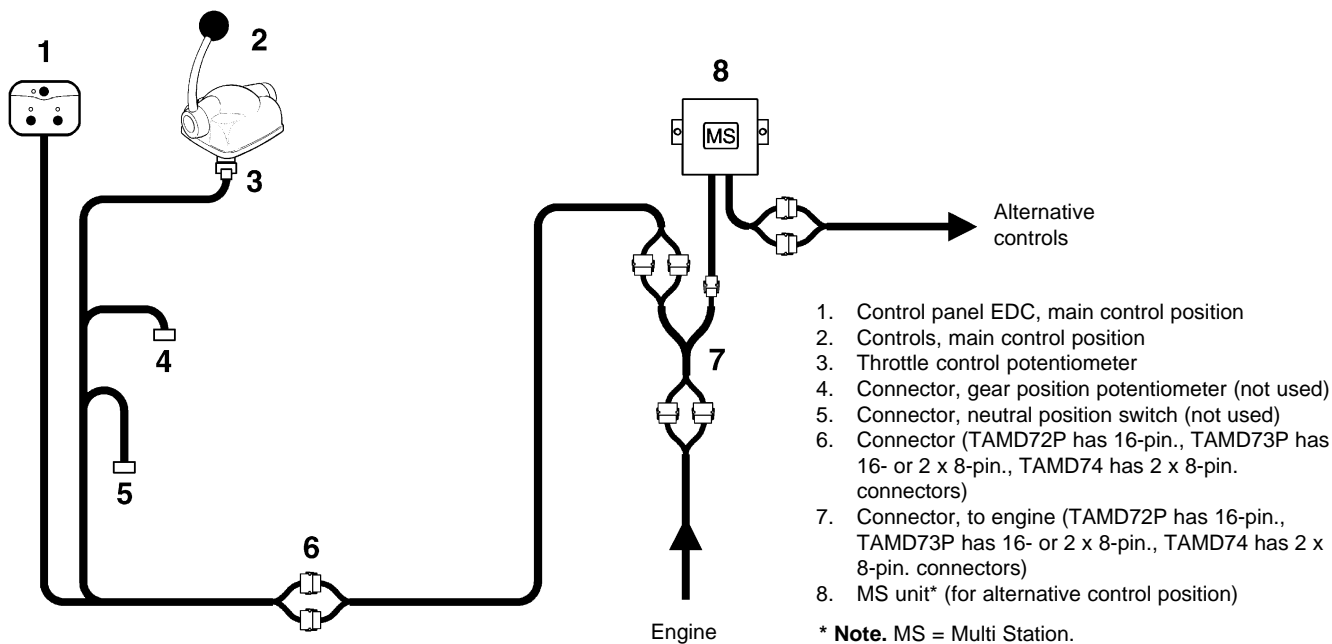 1
2
8
MS
3
Alternative
controls
4
7
5
6
Engine
1. Control panel EDC, main control position
2. Controls, main control position
3. Throttle control potentiometer
4. Connector, gear position potentiometer (not used)
5. Connector, neutral position switch (not used)
6. Connector (TAMD72P has 16-pin., TAMD73P has
16- or 2 x 8-pin., TAMD74 has 2 x 8-pin.
connectors)
7. Connector, to engine (TAMD72P has 16-pin.,
TAMD73P has 16- or 2 x 8-pin., TAMD74 has 2 x
8-pin. connectors)
8. MS unit* (for alternative control position)
* Note. MS = Multi Station.